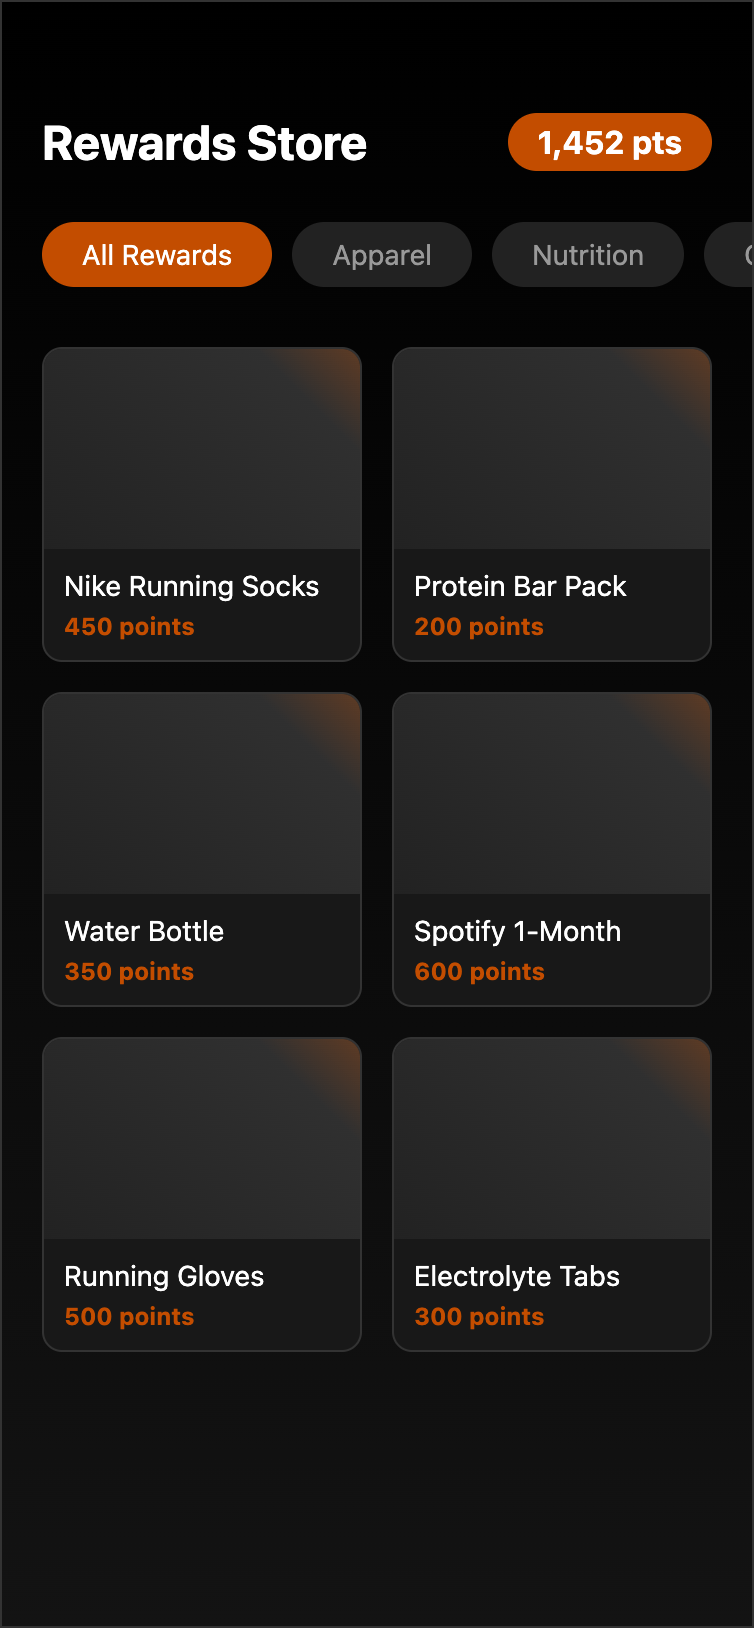 Rewards Store
1,452 pts
All Rewards
Apparel
Nutrition
Nike Running Socks
450 points
Protein Bar Pack
200 points
Water Bottle
350 points
Spotify 1-Month
600 points
Running Gloves
500 points
Electrolyte Tabs
300 points